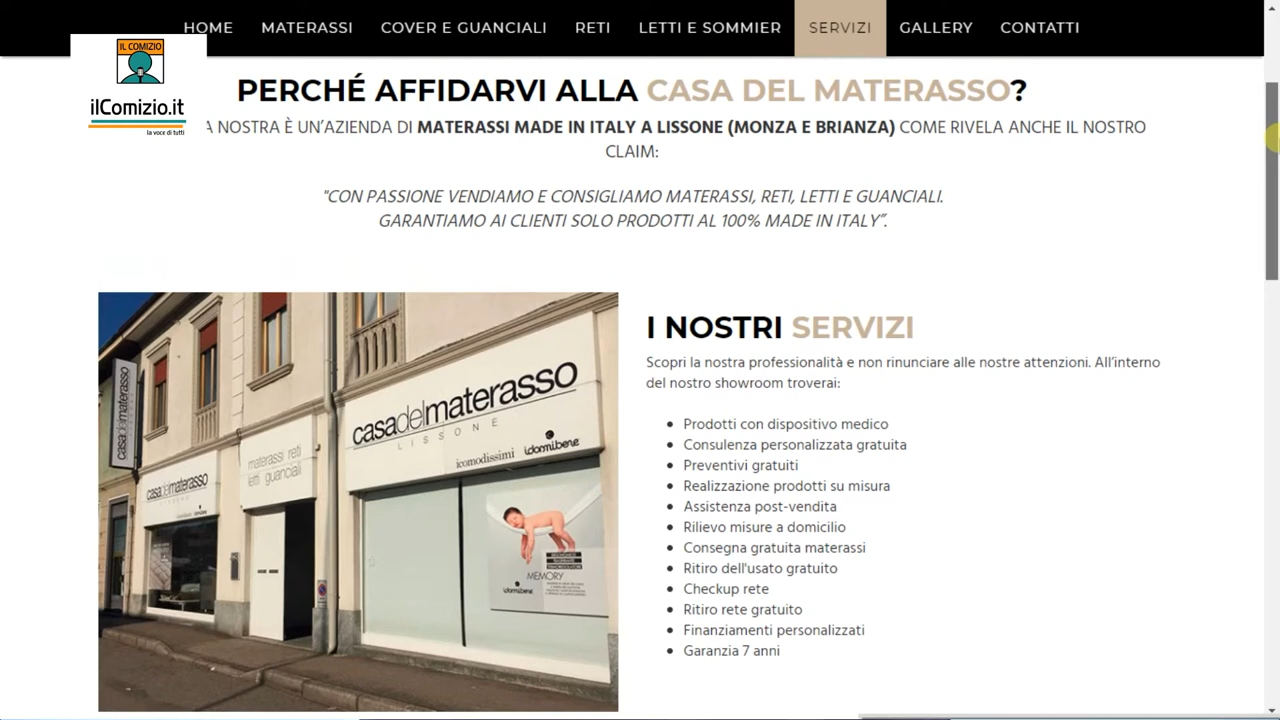 HOME MATERASSI COVER E GUANCIALI RETI LETTI E SOMMIER SERVIZI GALLERY CONTATTI
IL COMIZIO
ilComizio.it
la voce di tutti
PERCHÉ AFFIDARVI ALLA CASA DEL MATERASSO?
A NOSTRA È UN’AZIENDA DI MATERASSI MADE IN ITALY A LISSONE (MONZA E BRIANZA) COME RIVELA ANCHE IL NOSTRO
CLAIM:
"CON PASSIONE VENDIAMO E CONSIGLIAMO MATERASSI, RETI, LETTI E GUANCIALI.
GARANTIAMO AI CLIENTI SOLO PRODOTTI AL 100% MADE IN ITALY”.
casadelmaterasso
casadelmaterasso
materassi reti
letti guanciali
casadelmaterasso
LISSONE
icomodissimi idormibene
MEMORY
idormibene
I NOSTRI SERVIZI
Scopri la nostra professionalità e non rinunciare alle nostre attenzioni. All’interno
del nostro showroom troverai:
Prodotti con dispositivo medico
Consulenza personalizzata gratuita
Preventivi gratuiti
Realizzazione prodotti su misura
Assistenza post-vendita
Rilievo misure a domicilio
Consegna gratuita materassi
Ritiro dell'usato gratuito
Checkup rete
Ritiro rete gratuito
Finanziamenti personalizzati
Garanzia 7 anni